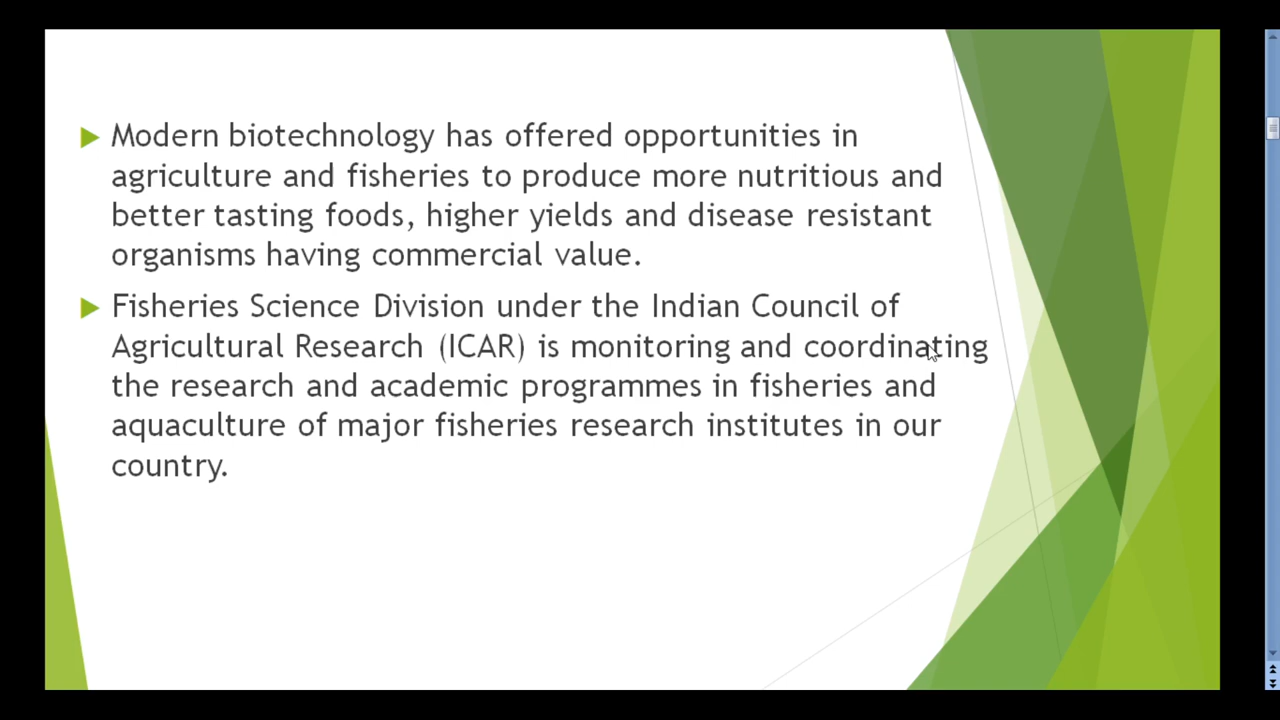 Modern biotechnology has offered opportunities in
agriculture and fisheries to produce more nutritious and
better tasting foods, higher yields and disease resistant
organisms having commercial value.
Fisheries Science Division under the Indian Council of
Agricultural Research (ICAR) is monitoring and coordinating
the research and academic programmes in fisheries and
aquaculture of major fisheries research institutes in our
country.